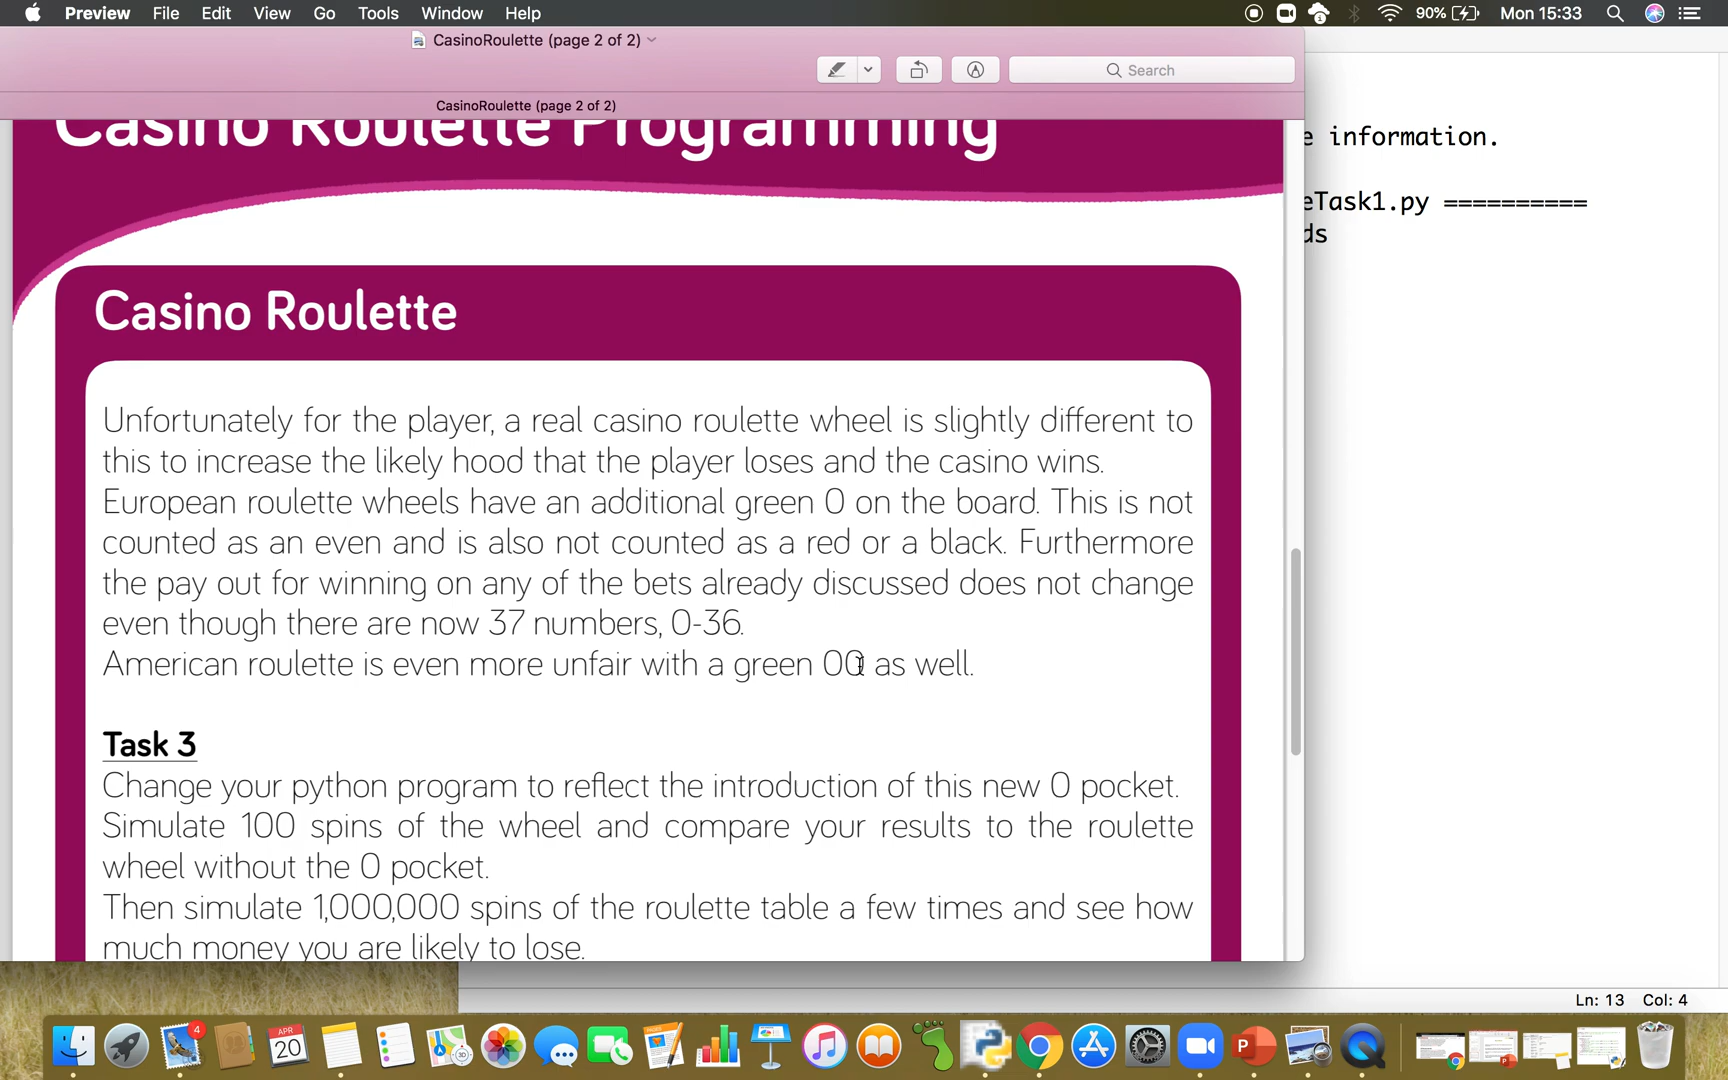 Preview File Edit View Go Tools Window Help 90% Mon 15:33
CasinoRoulette (page 2 of 2)
Search
CasinoRoulette (page 2 of 2)
Casino Roulette Programming
e information.
eTask1.py ==========
ds
Casino Roulette
Unfortunately for the player, a real casino roulette wheel is slightly different to
this to increase the likely hood that the player loses and the casino wins.
European roulette wheels have an additional green 0 on the board. This is not
counted as an even and is also not counted as a red or a black. Furthermore
the pay out for winning on any of the bets already discussed does not change
even though there are now 37 numbers, 0-36.
American roulette is even more unfair with a green 00 as well.
Task 3
Change your python program to reflect the introduction of this new 0 pocket.
Simulate 100 spins of the wheel and compare your results to the roulette
wheel without the 0 pocket.
Then simulate 1,000,000 spins of the roulette table a few times and see how
much money you are likely to lose.
Ln: 13 Col: 4
4
APR
20
P